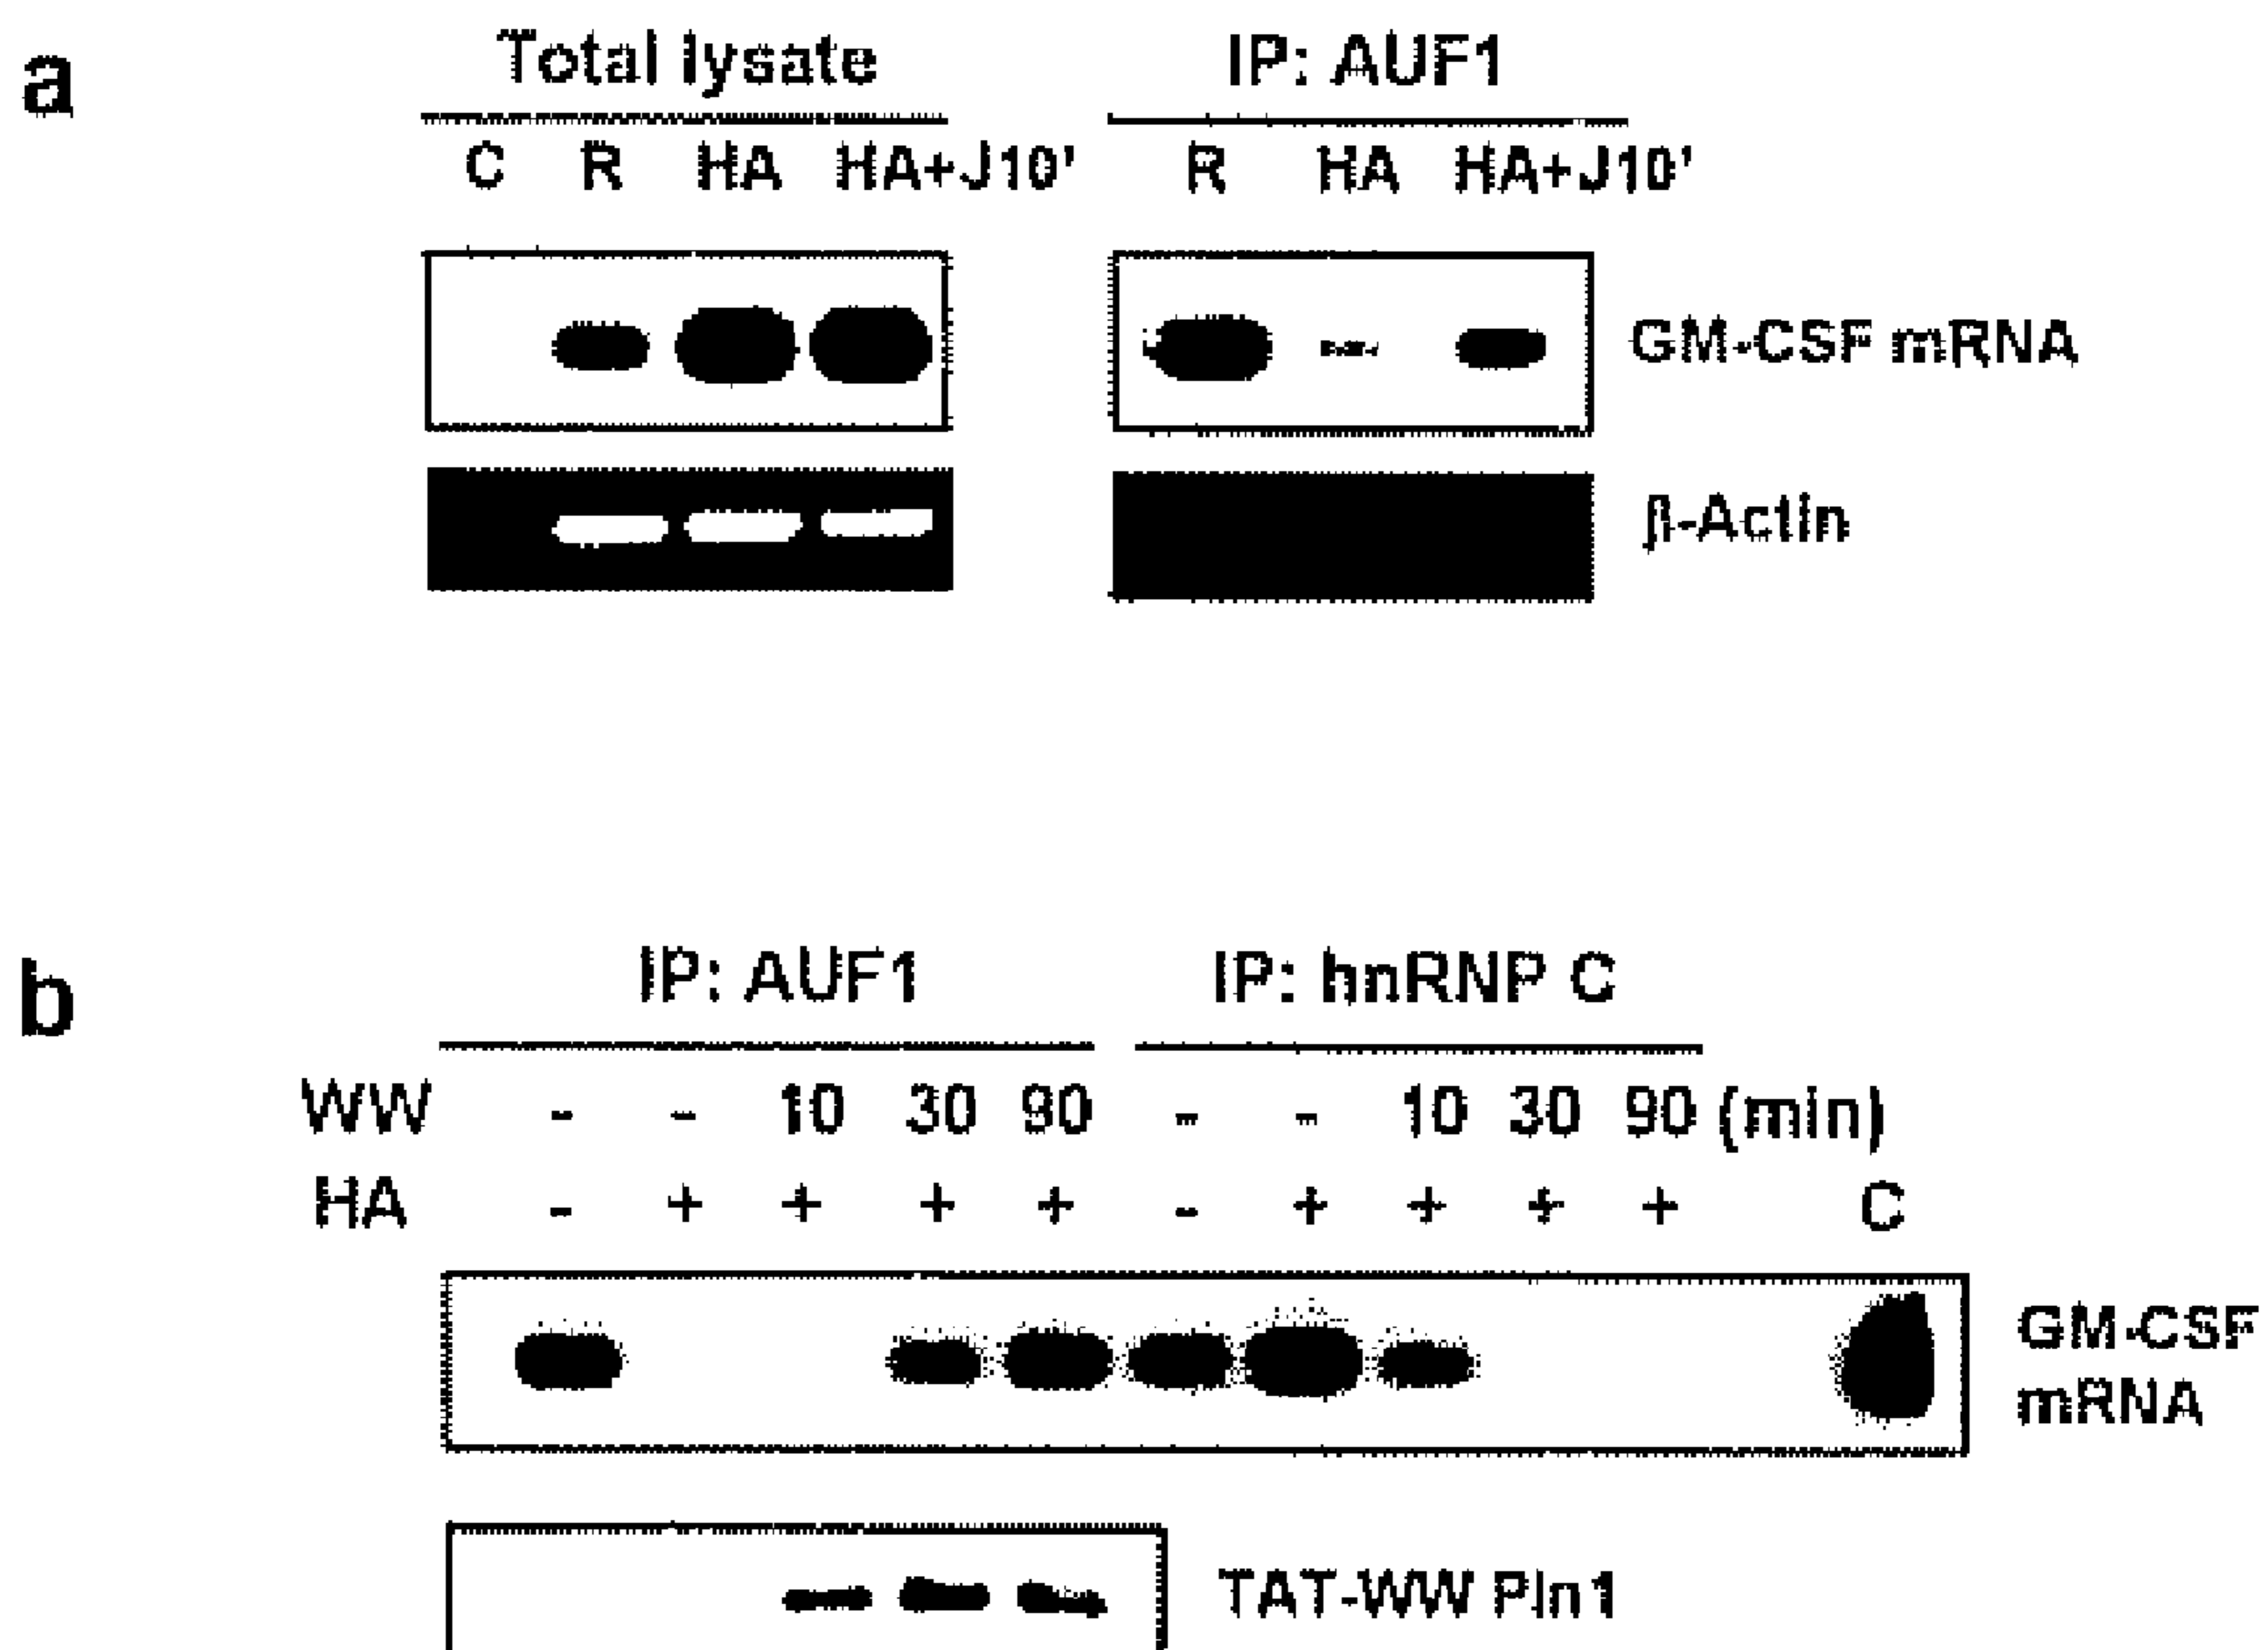 a
Total lysate IP: AUF1
C R HA HA+J10' R HA HA+J10'
GM-CSF mRNA
β-Actin
b
IP: AUF1 IP: hnRNP C
WW - - 10 30 90 - - 10 30 90 (min)
HA - + + + + - + + + + C
GM-CSF
mRNA
TAT-WW Pin1